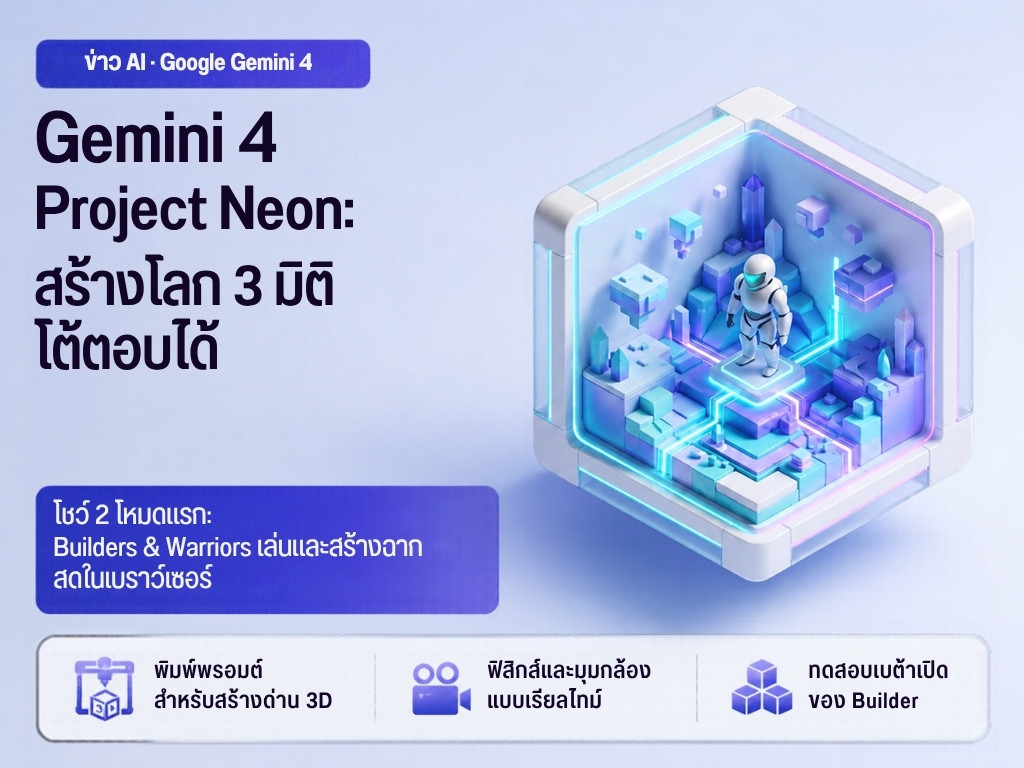 ข่าว AI · Google Gemini 4
Gemini 4
Project Neon:
สร้างโลก 3 มิติ
โต้ตอบได้
โชว์ 2 โหมดแรก:
Builders & Warriors เล่นและสร้างฉาก
สดในเบราว์เซอร์
3D
พิมพ์พรอมต์
สำหรับสร้างด่าน 3D
ฟิสิกส์และมุมกล้อง
แบบเรียลไทม์
ทดสอบเบต้าเปิด
ของ Builder